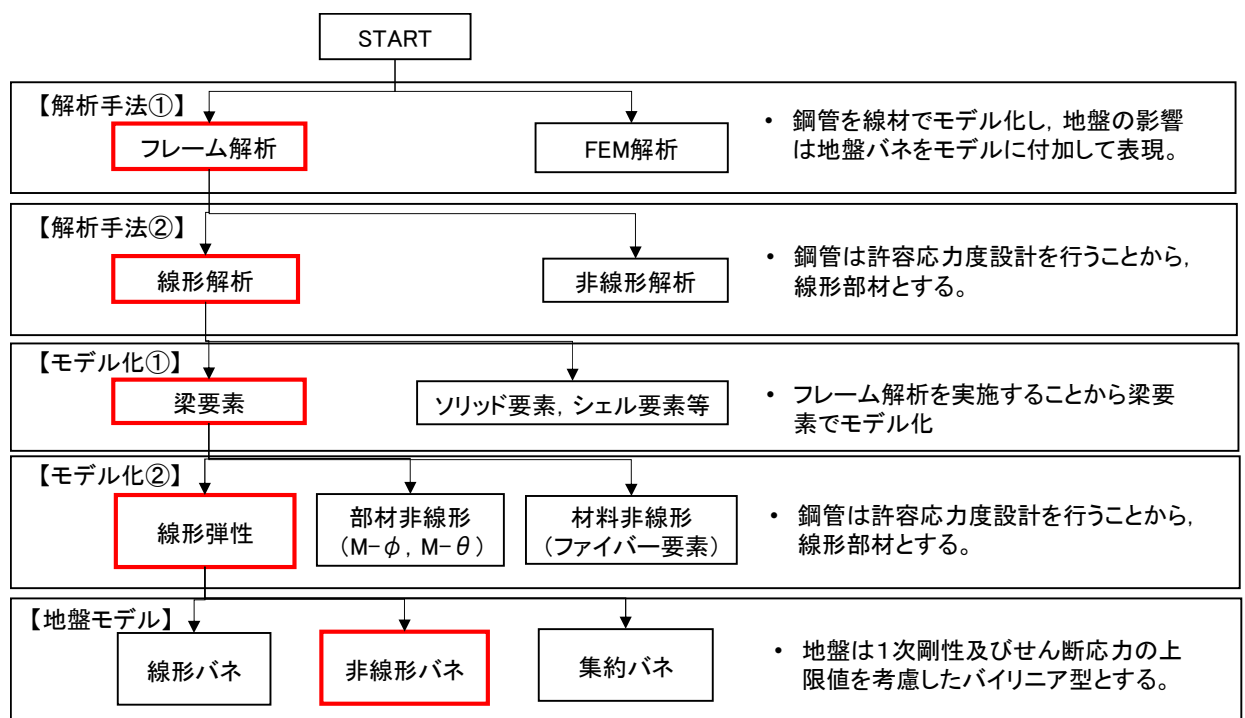 START
【解析手法①】
フレーム解析
FEM解析
・ 鋼管を線材でモデル化し，地盤の影響
は地盤バネをモデルに付加して表現。
【解析手法②】
線形解析
非線形解析
・ 鋼管は許容応力度設計を行うことから，
線形部材とする。
【モデル化①】
梁要素
ソリッド要素，シェル要素等
・ フレーム解析を実施することから梁要
素でモデル化
【モデル化②】
線形弾性
部材非線形
（M-φ，M-θ）
材料非線形
（ファイバー要素）
・ 鋼管は許容応力度設計を行うことから，
線形部材とする。
【地盤モデル】
線形バネ
非線形バネ
集約バネ
・ 地盤は１次剛性及びせん断応力の上
限値を考慮したバイリニア型とする。